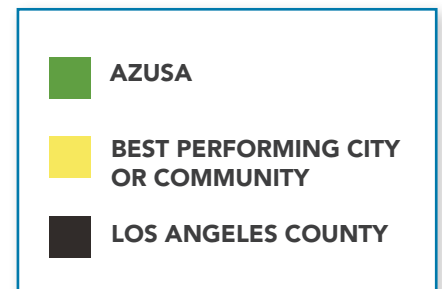 AZUSA
BEST PERFORMING CITY
OR COMMUNITY
LOS ANGELES COUNTY